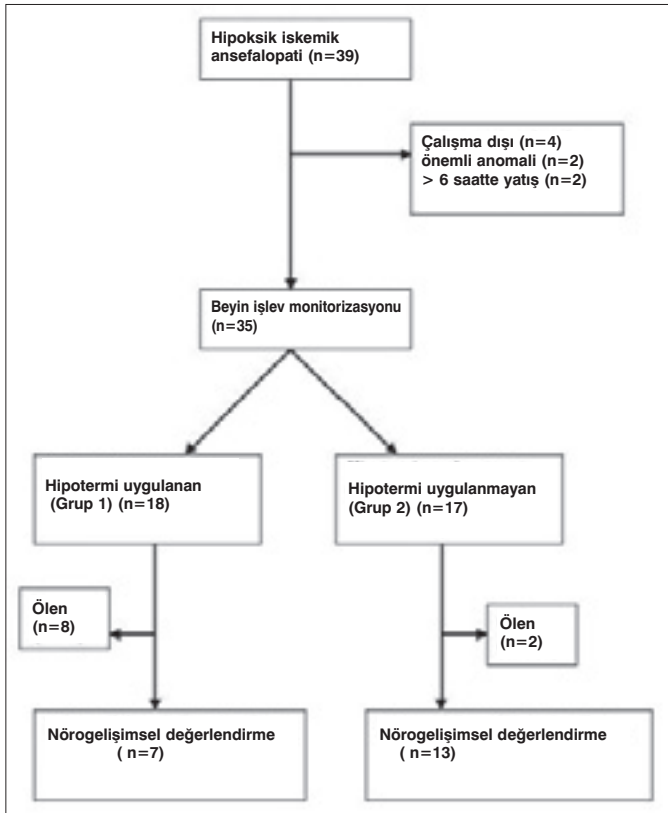 Hipoksik iskemik
ansefalopati (n=39)
Çalışma dışı (n=4)
önemli anomali (n=2)
> 6 saatte yatış (n=2)
Beyin işlev monitorizasyonu
(n=35)
Hipotermi uygulanan
(Grup 1) (n=18)
Hipotermi uygulanmayan
(Grup 2) (n=17)
Ölen
(n=8)
Ölen
(n=2)
Nörogelişimsel değerlendirme
( n=7)
Nörogelişimsel değerlendirme
( n=13)